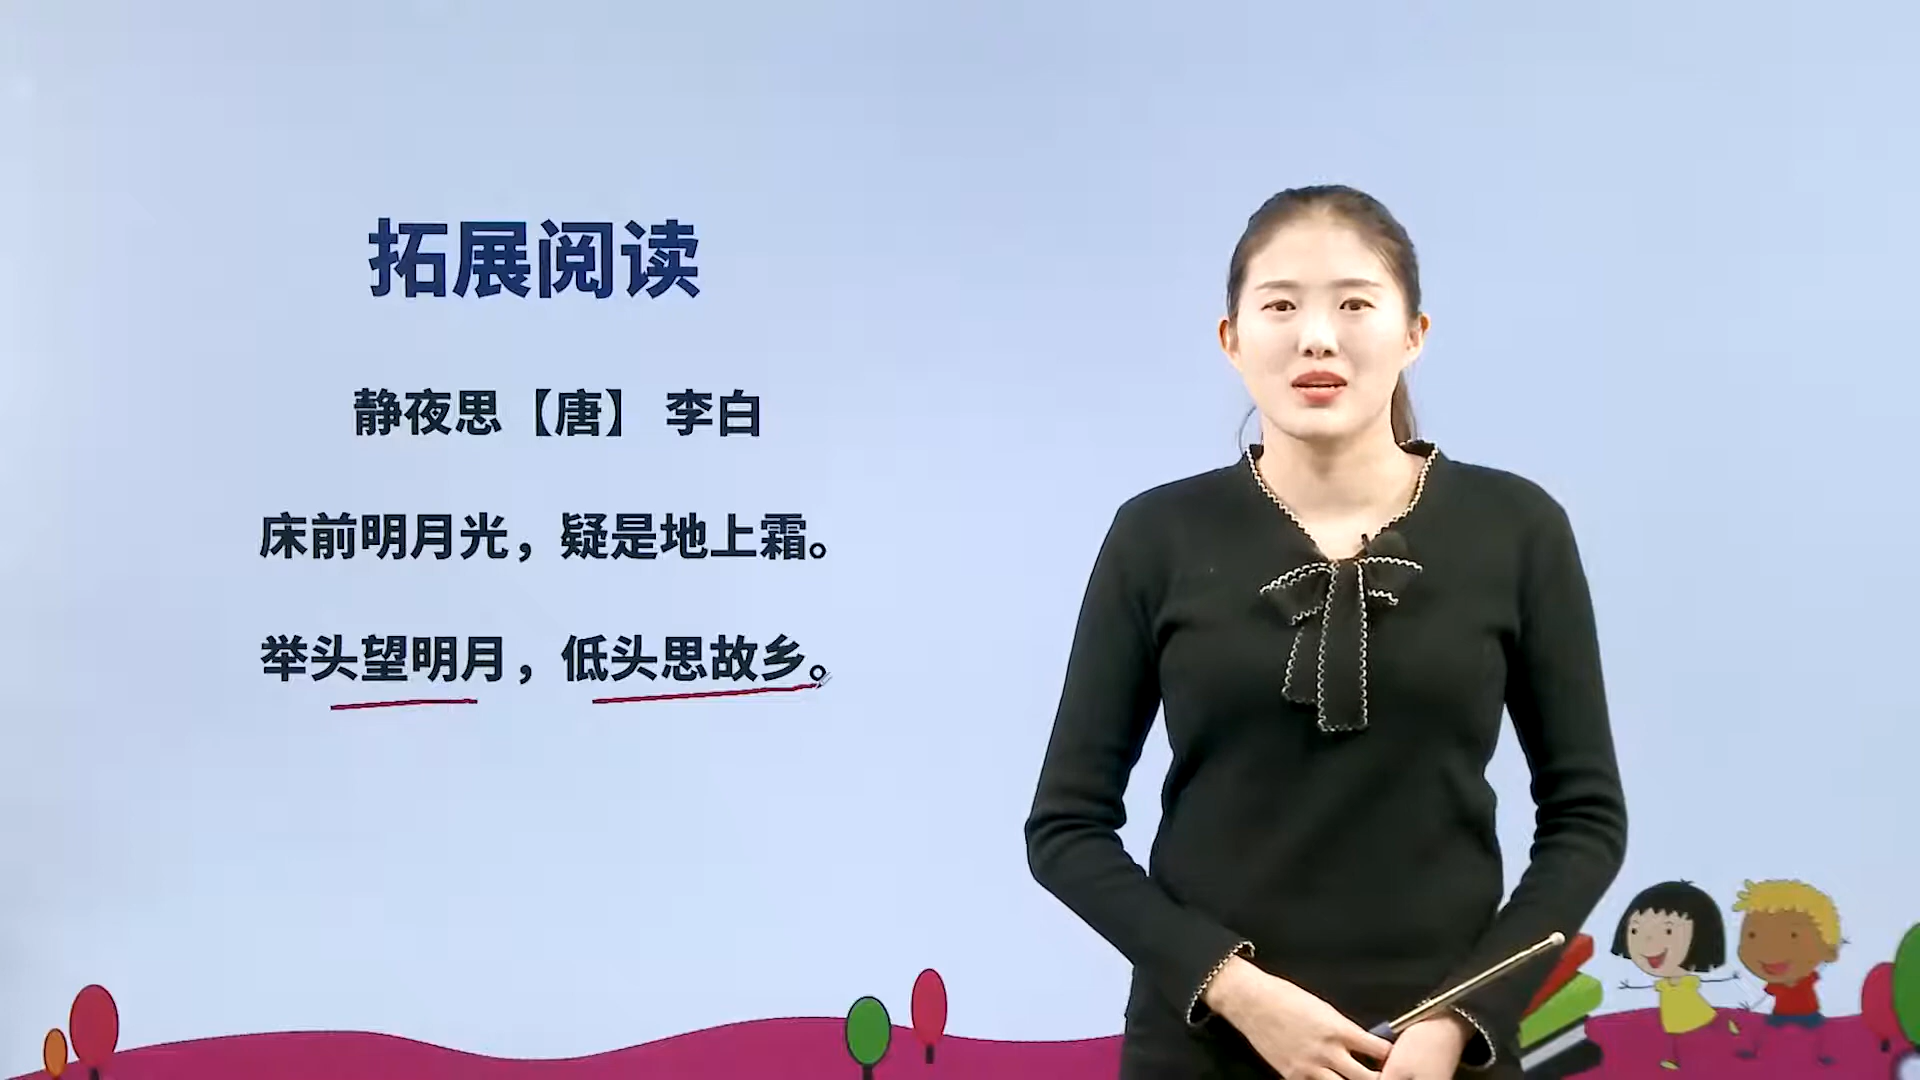 拓展阅读
静夜思【唐】 李白
床前明月光，疑是地上霜。
举头望明月，低头思故乡。